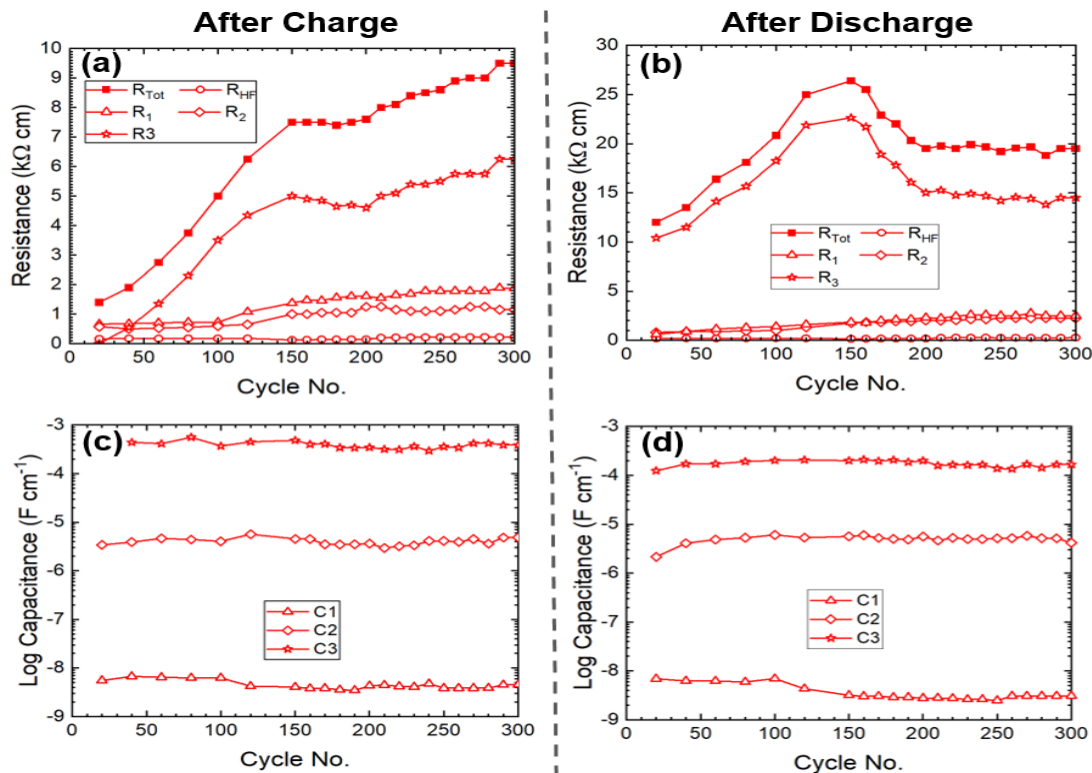 After Charge
After Discharge
(a)
10
9
8
7
6
5
4
3
2
1
0
0 50 100 150 200 250 300
Resistance (kΩ cm)
Cycle No.
R_Tot R_HF
R_1 R_2
R3
(b)
30
25
20
15
10
5
0
0 50 100 150 200 250 300
Resistance (kΩ cm)
Cycle No.
R_Tot R_HF
R_1 R_2
R_3
(c)
-3
-4
-5
-6
-7
-8
-9
0 50 100 150 200 250 300
Log Capacitance (F cm⁻¹)
Cycle No.
C1
C2
C3
(d)
-3
-4
-5
-6
-7
-8
-9
0 50 100 150 200 250 300
Log Capacitance (F cm⁻¹)
Cycle No.
C1
C2
C3